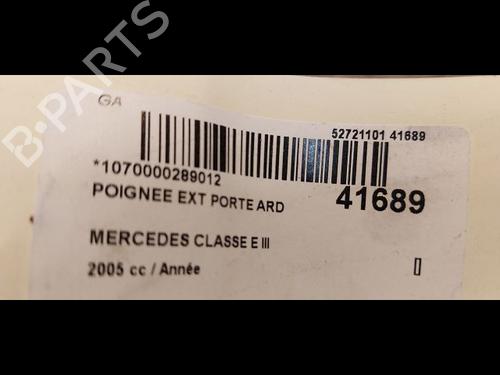 B-PARTS
GA
52721101 41689
*1070000289012
POIGNEE EXT PORTE ARD
41689
MERCEDES CLASSE E III
2005 cc / Année